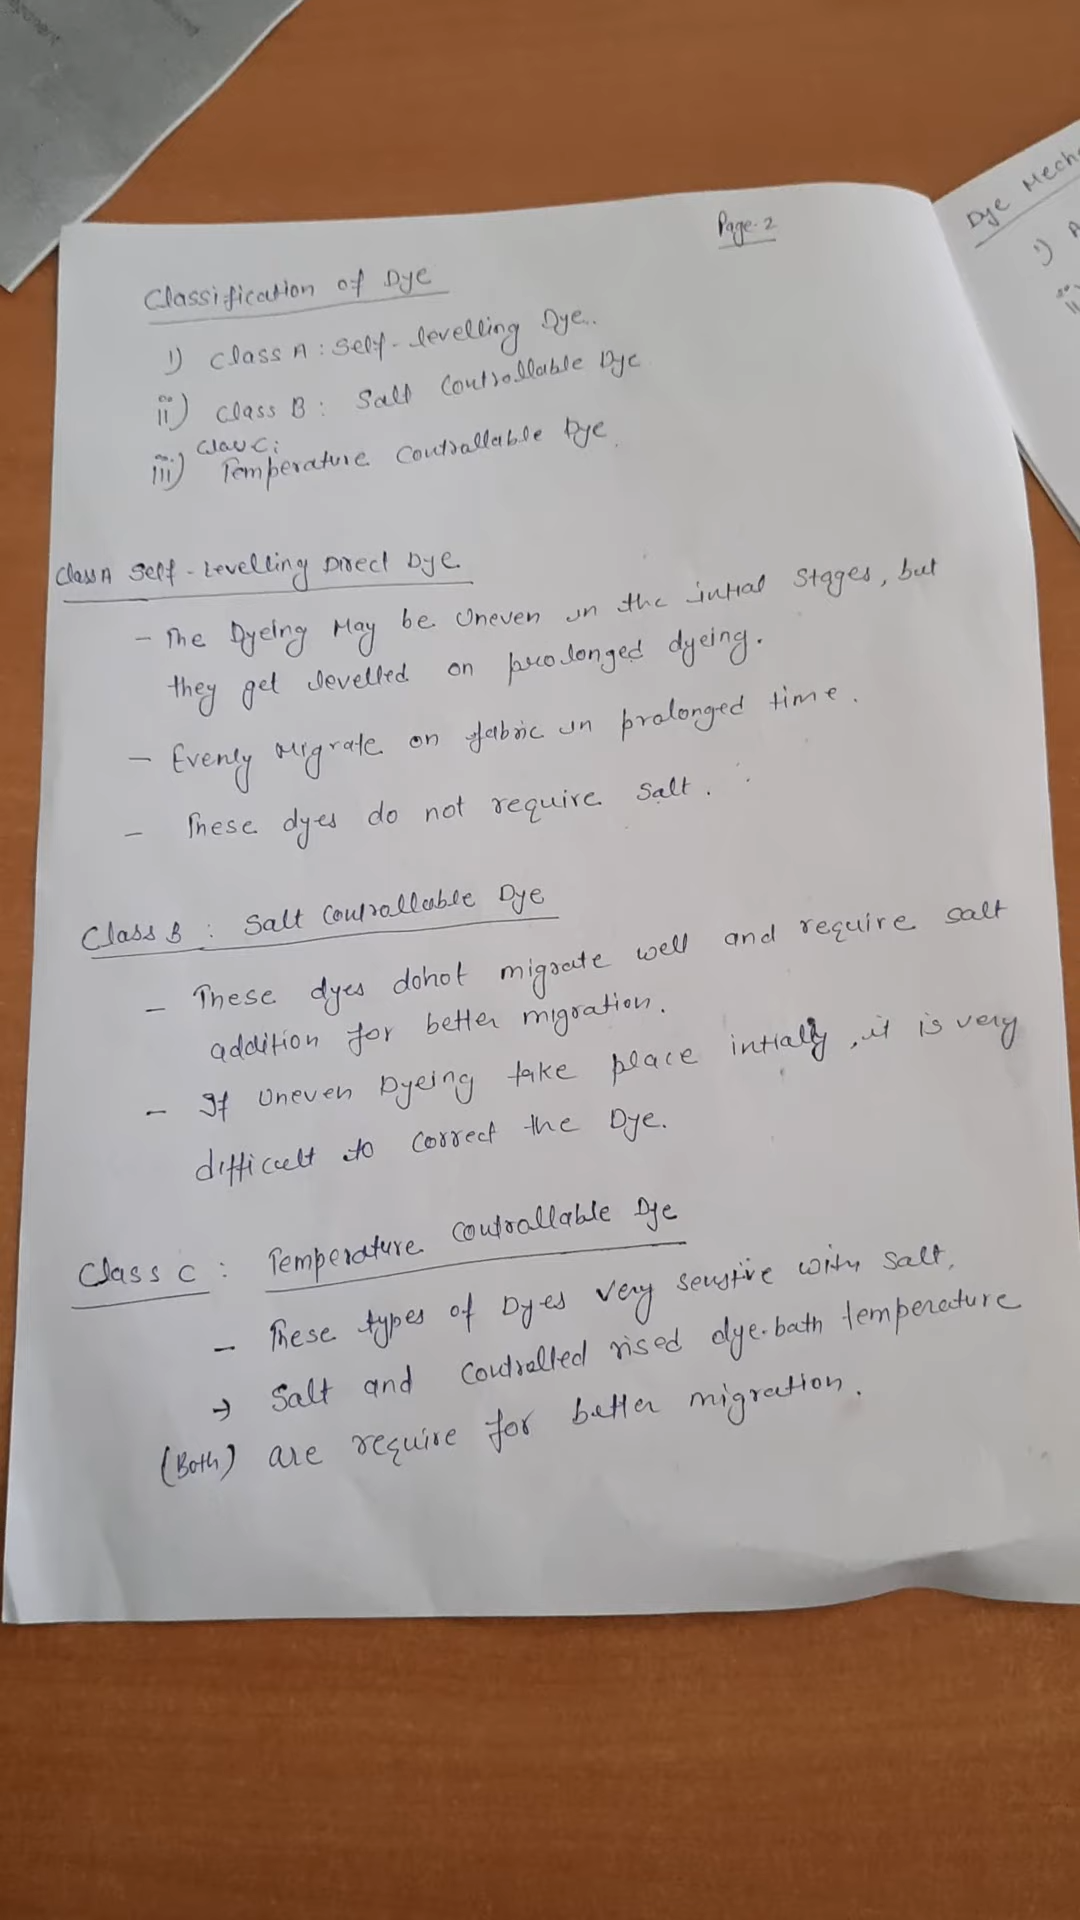 Page-2
Classification of Dye
i) Class A : Self-levelling Dye.
ii) Class B : Salt Controllable Dye
Class C:
iii) Temperature Controllable Dye.
Class A Self-Levelling Direct Dye
- The Dyeing May be Uneven in the intial Stages, but
they get levelled on prolonged dyeing.
- Evenly Migrate on fabric in prolonged time.
- These dyes do not require Salt.
Class B : Salt Controllable Dye
- These dyes donot migrate well and require salt
addition for better migration.
- If Uneven Dyeing take place intially, it is very
difficult to Correct the Dye.
Class C : Temperature Controllable Dye
- These types of Dyes very senstive with salt.
→ Salt and Controlled rised dye-bath temperature
(Both) are require for better migration.
Dye Mech
i)
ii